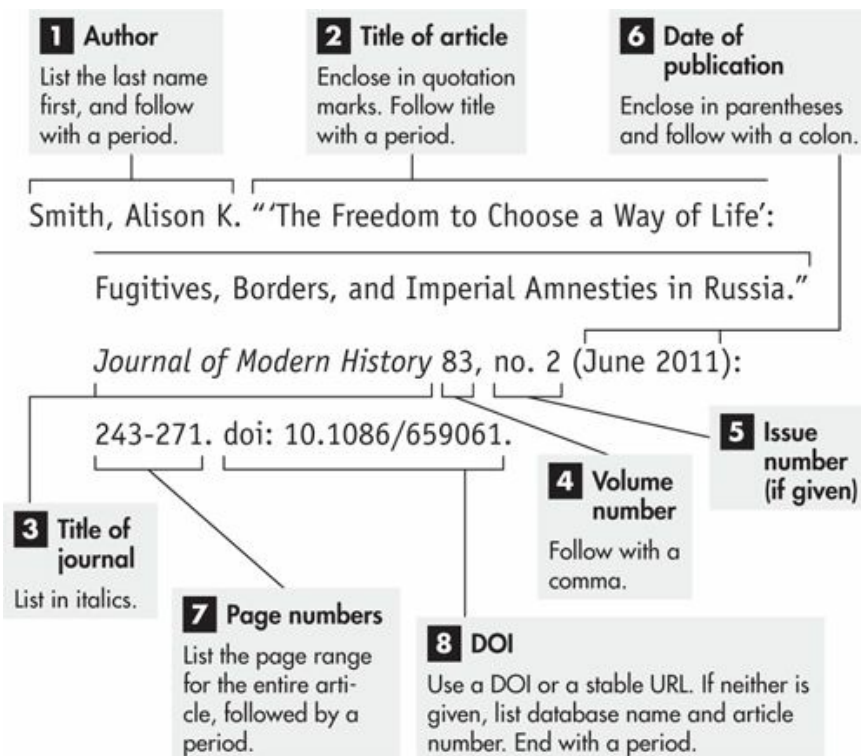 1 Author
List the last name
first, and follow
with a period.
2 Title of article
Enclose in quotation
marks. Follow title
with a period.
6 Date of
publication
Enclose in parentheses
and follow with a colon.
Smith, Alison K. “‘The Freedom to Choose a Way of Life’:
Fugitives, Borders, and Imperial Amnesties in Russia.”
Journal of Modern History 83, no. 2 (June 2011):
243-271. doi: 10.1086/659061.
3 Title of
journal
List in italics.
4 Volume
number
Follow with a
comma.
5 Issue
number
(if given)
7 Page numbers
List the page range
for the entire arti-
cle, followed by a
period.
8 DOI
Use a DOI or a stable URL. If neither is
given, list database name and article
number. End with a period.